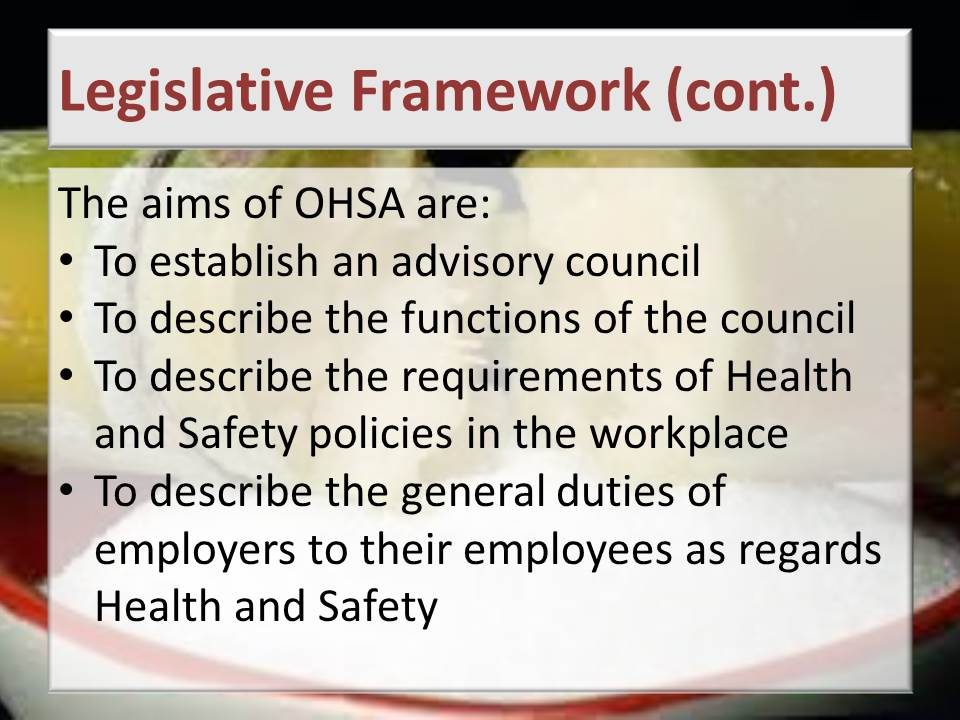 Legislative Framework (cont.)
The aims of OHSA are:
• To establish an advisory council
• To describe the functions of the council
• To describe the requirements of Health
and Safety policies in the workplace
• To describe the general duties of
employers to their employees as regards
Health and Safety